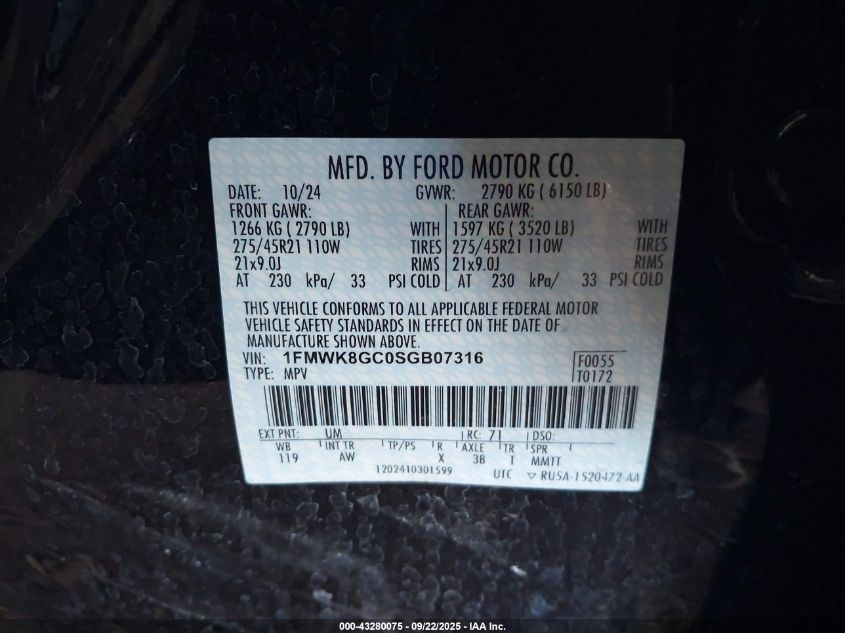 MFD. BY FORD MOTOR CO.
DATE: 10/24 GVWR: 2790 KG ( 6150 LB)
FRONT GAWR: REAR GAWR:
1266 KG ( 2790 LB) WITH 1597 KG ( 3520 LB) WITH
275/45R21 110W TIRES 275/45R21 110W TIRES
21x9.0J RIMS 21x9.0J RIMS
AT 230 kPa/ 33 PSI COLD AT 230 kPa/ 33 PSI COLD
THIS VEHICLE CONFORMS TO ALL APPLICABLE FEDERAL MOTOR
VEHICLE SAFETY STANDARDS IN EFFECT ON THE DATE OF
MANUFACTURE SHOWN ABOVE.
VIN: 1FMWK8GC0SGB07316 F0055
TYPE: MPV T0172
EXT PNT: UM RC: 71 DSO:
WB INT TR TP/PS R AXLE TR SPR
119 AW X 3B T MMTT
1202410301599 UTC ▽ RU5A-1520472-AA
000-43280075 - 09/22/2025 - IAA Inc.